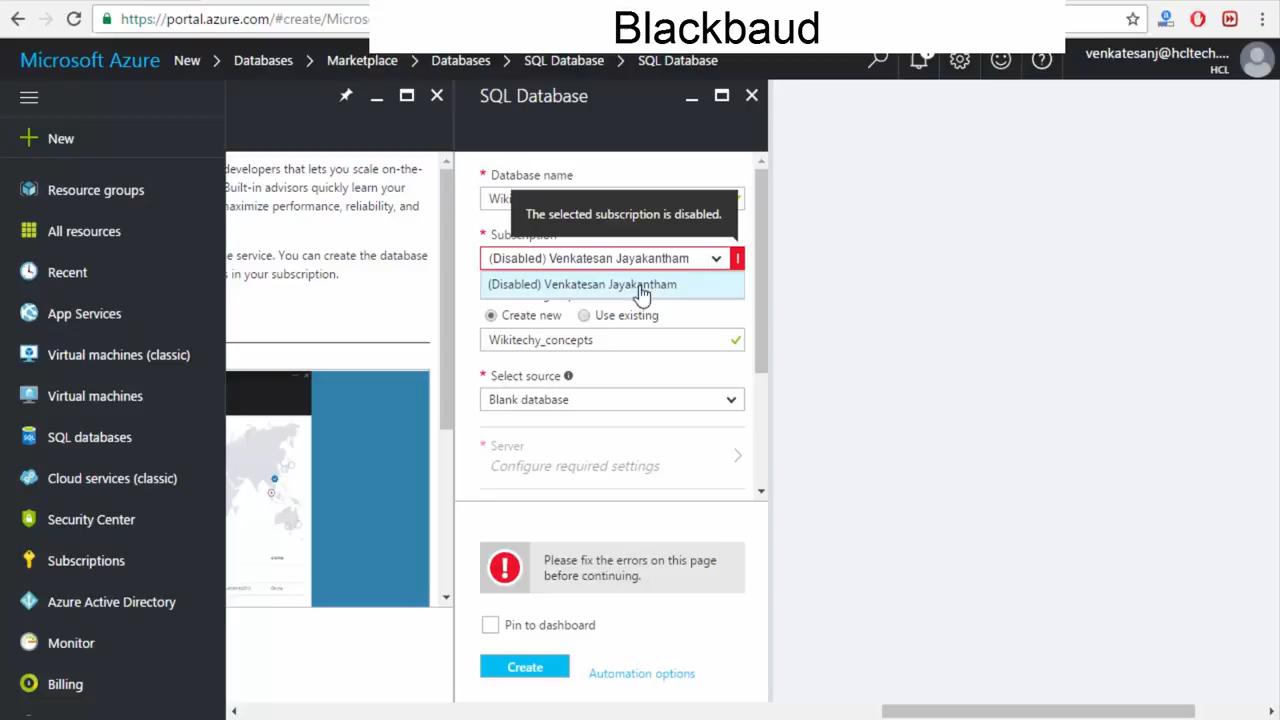 https://portal.azure.com/#create/Microso
Blackbaud
Microsoft Azure New > Databases > Marketplace > Databases > SQL Database > SQL Database
1
venkatesanj@hcltech....
HCL
New
Resource groups
All resources
Recent
App Services
Virtual machines (classic)
Virtual machines
SQL databases
Cloud services (classic)
Security Center
Subscriptions
Azure Active Directory
Monitor
Billing
developers that lets you scale on-the-
Built-in advisors quickly learn your
maximize performance, reliability, and
e service. You can create the database
s in your subscription.
SQL Database
* Database name
Wiki
The selected subscription is disabled.
* Subscription
(Disabled) Venkatesan Jayakantham
!
(Disabled) Venkatesan Jayakantham
Create new Use existing
Wikitechy_concepts
* Select source
Blank database
* Server
Configure required settings
!
Please fix the errors on this page
before continuing.
Pin to dashboard
Create
Automation options